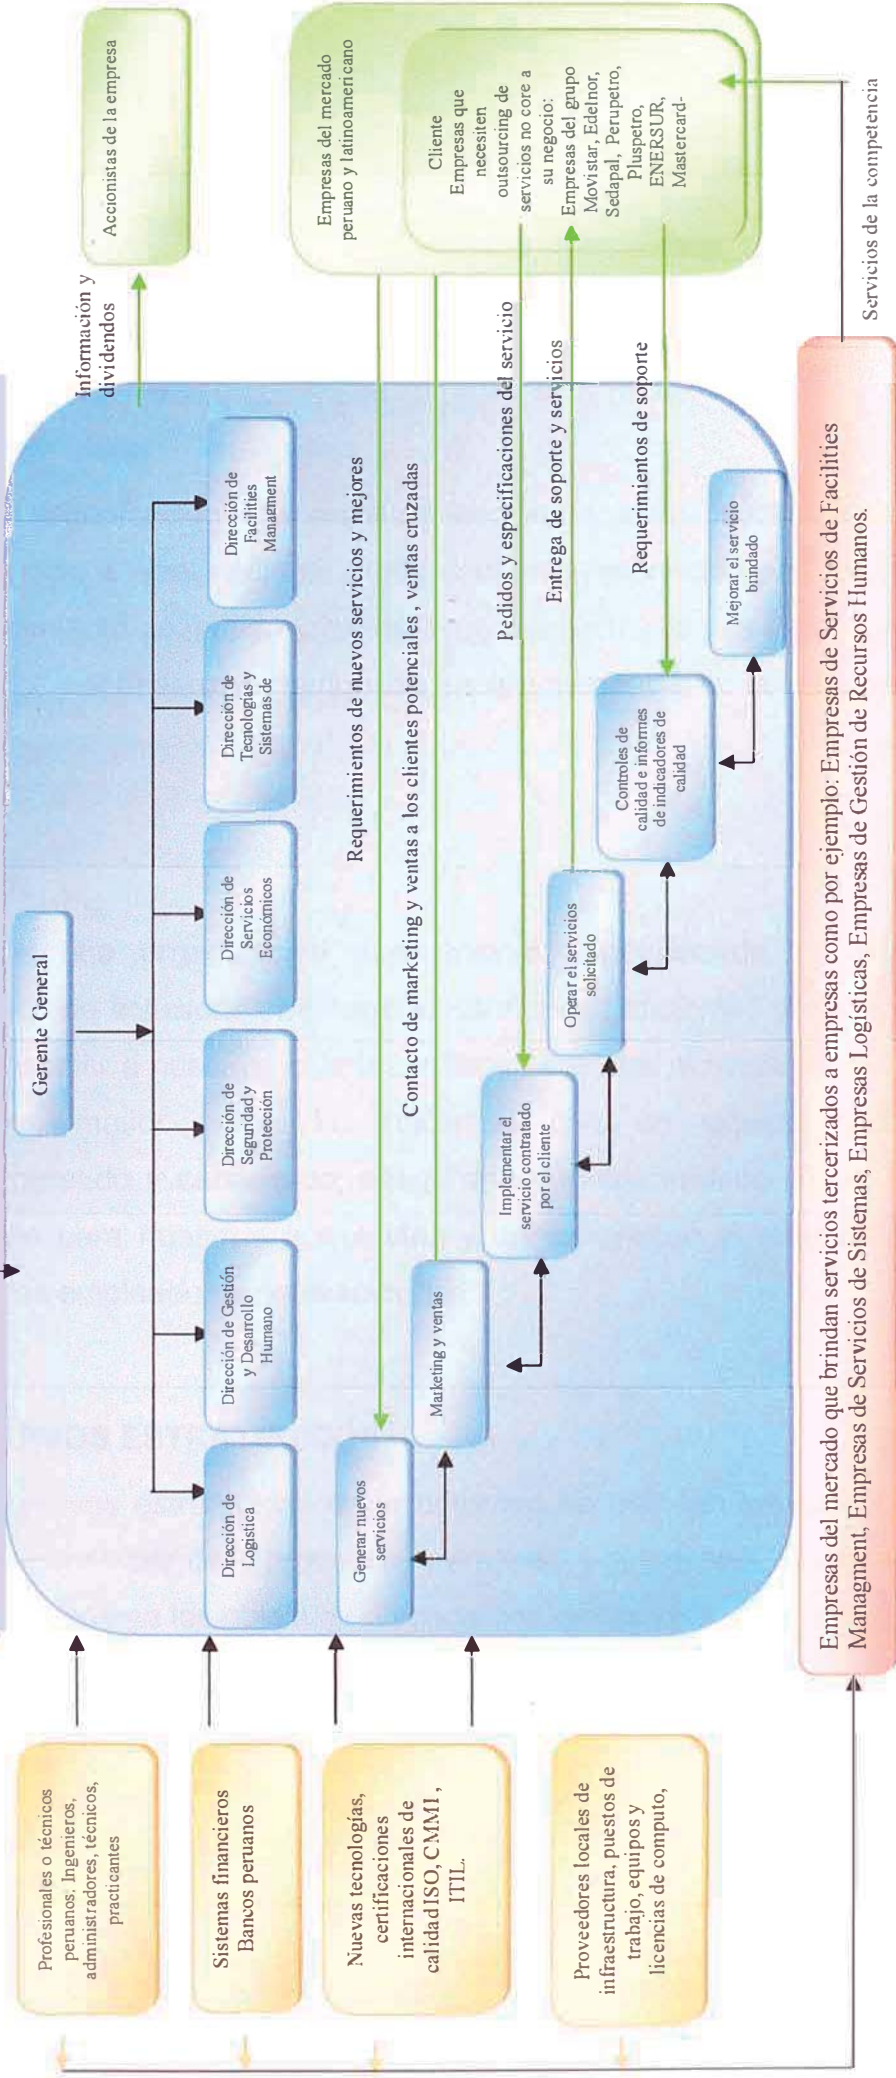 Profesionales o técnicos
peruanos: Ingenieros,
administradores, técnicos,
practicantes
Sistemas financieros
Bancos peruanos
Nuevas tecnologías,
certificaciones
internacionales de
calidad ISO, CMMI ,
ITIL.
Proveedores locales de
infraestructura, puestos de
trabajo, equipos y
licencias de computo,
Gerente General
Dirección de
Logistica
Dirección de Gestión
y Desarrollo
Humano
Dirección de
Seguridad y
Protección
Dirección de
Servicios
Económicos
Dirección de
Tecnologías y
Sistemas de
Dirección de
Facilities
Management
Generar nuevos
servicios
Marketing y ventas
Implementar el
servicio contratado
por el cliente
Operar el servicios
solicitado
Controles de
calidad e informes
de indicadores de
calidad
Mejorar el servicio
brindado
Información y
dividendos
Requerimientos de nuevos servicios y mejores
Contacto de marketing y ventas a los clientes potenciales , ventas cruzadas
Pedidos y especificaciones del servicio
Entrega de soporte y servicios
Requerimientos de soporte
Accionistas de la empresa
Empresas del mercado
peruano y latinoamericano
Cliente
Empresas que
necesiten
outsourcing de
servicios no core a
su negocio:
Empresas del grupo
Movistar, Edelnor,
Sedapal, Perupetro,
Pluspetro,
ENERSUR,
Mastercard-
Empresas del mercado que brindan servicios tercerizados a empresas como por ejemplo: Empresas de Servicios de Facilities
Managment, Empresas de Servicios de Sistemas, Empresas Logísticas, Empresas de Gestión de Recursos Humanos.
Servicios de la competencia